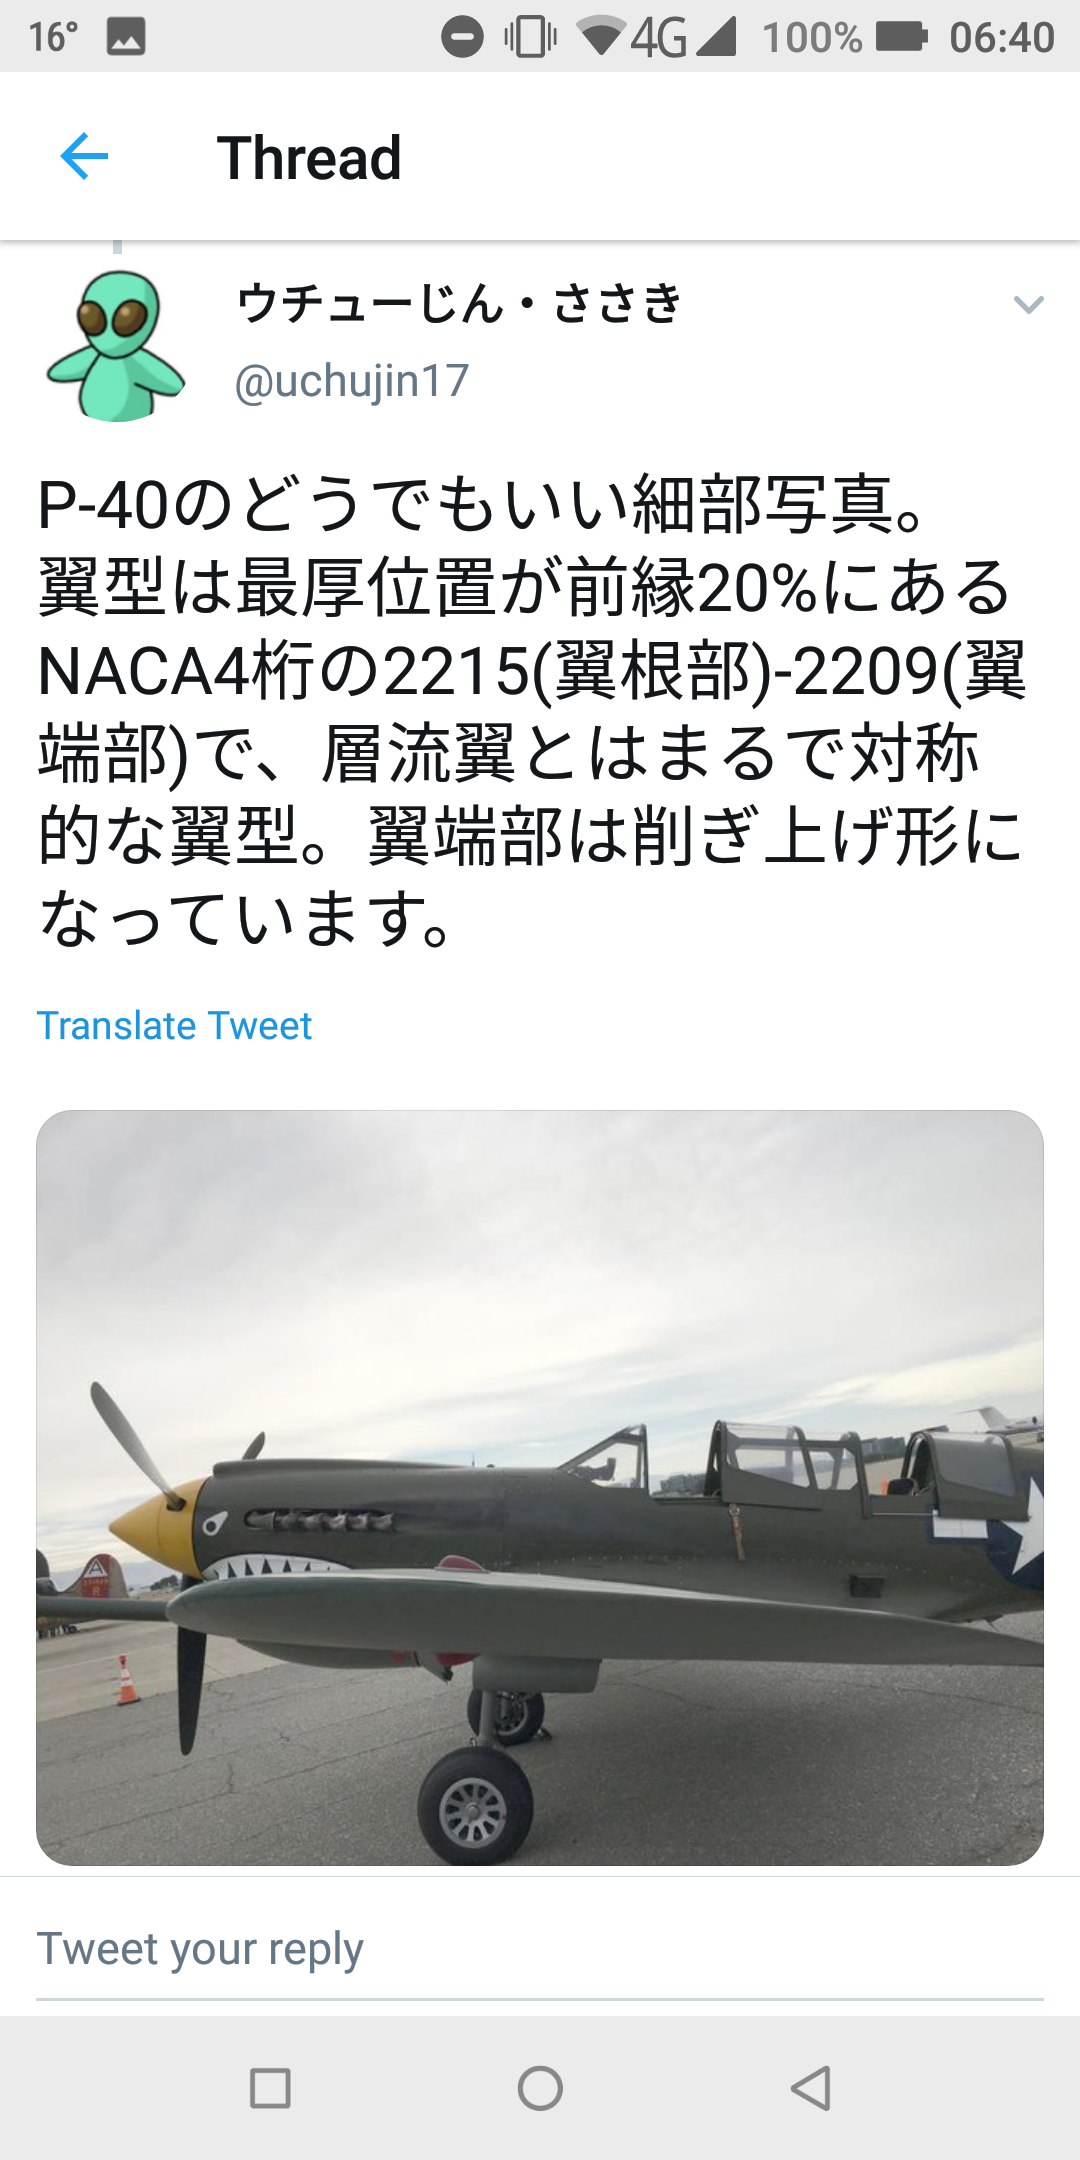 16°
4G
100%
06:40
Thread
ウチューじん・ささき
@uchujin17
P-40のどうでもいい細部写真。
翼型は最厚位置が前縁20%にある
NACA4桁の2215(翼根部)-2209(翼
端部)で、層流翼とはまるで対称
的な翼型。翼端部は削ぎ上げ形に
なっています。
Translate Tweet
A
R
Tweet your reply